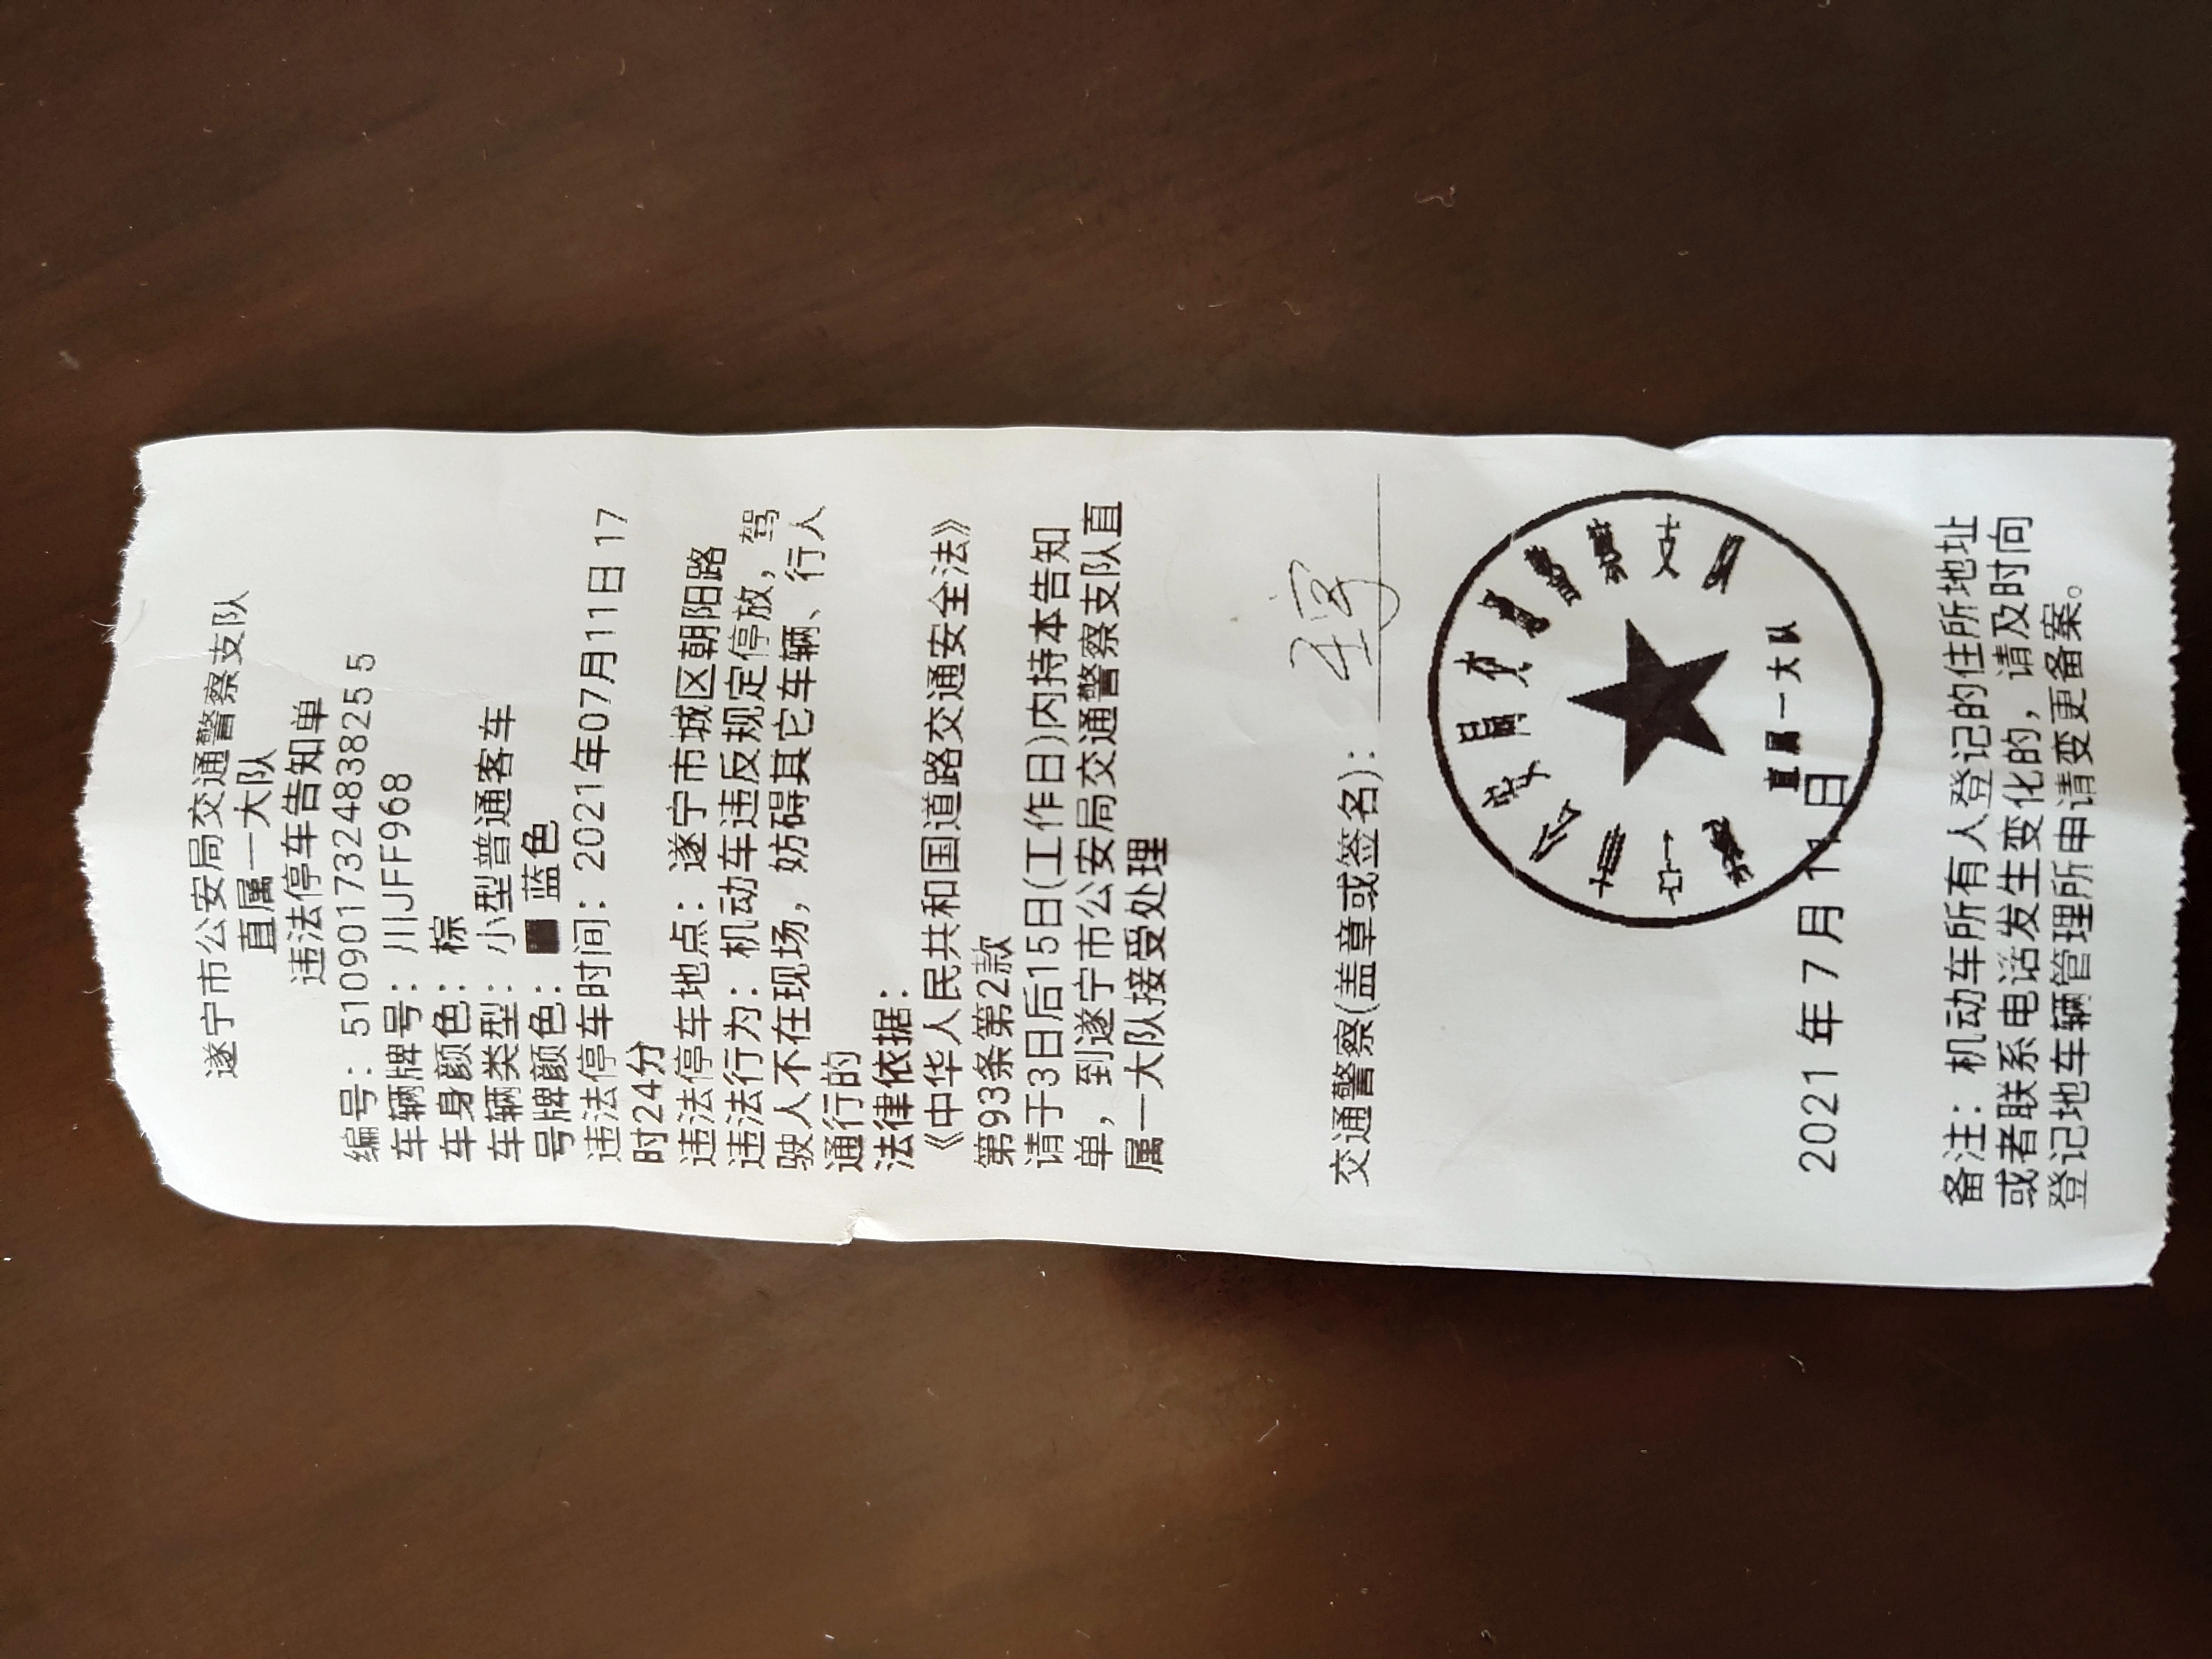 遂宁市公安局交通警察支队
直属一大队
违法停车告知单
编号：5109017324838255
车辆牌号：川JFF968
车身颜色：棕
车辆类型：小型普通客车
号牌颜色：蓝色
违法停车时间：2021年07月11日17
时24分
违法停车地点：遂宁市城区朝阳路
违法行为：机动车违反规定停放，驾
驶人不在现场，妨碍其它车辆、行人
通行的
法律依据：
《中华人民共和国道路交通安全法》
第93条第2款
请于3日后15日(工作日)内持本告知
单，到遂宁市公安局交通警察支队直
属一大队接受处理
交通警察(盖章或签名)：
直属一大队
2021年7月11日
备注：机动车所有人登记的住所地址
或者联系电话发生变化的，请及时向
登记地车辆管理所申请变更备案。